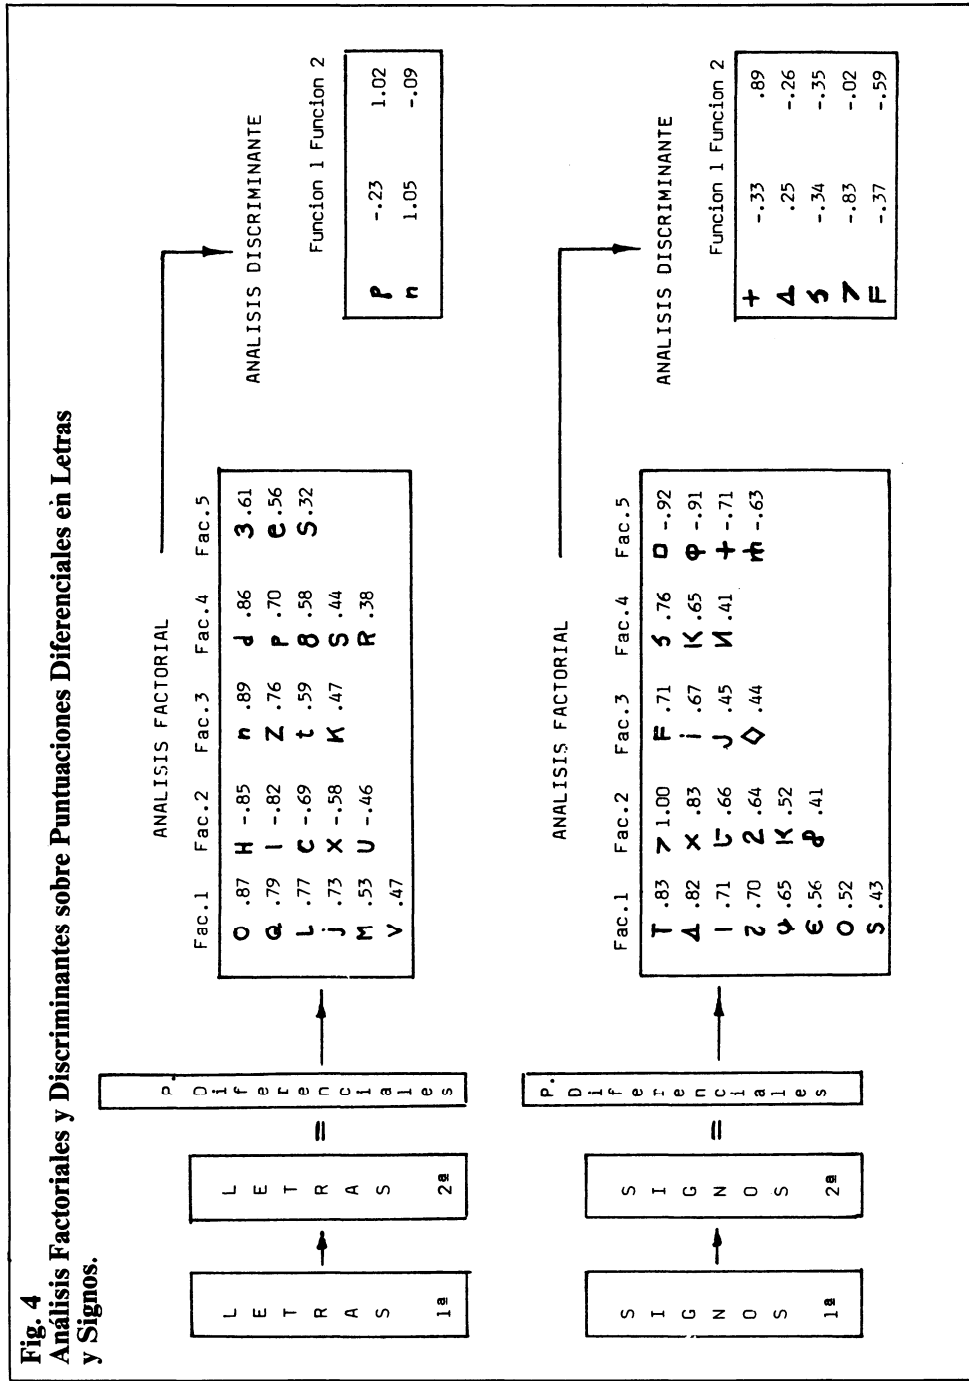 Fig. 4
Análisis Factoriales y Discriminantes sobre Puntuaciones Diferenciales en Letras
y Signos.
LETRAS 1ª
LETRAS 2ª
=
P. Diferenciales
ANALISIS FACTORIAL
Fac.1 Fac.2 Fac.3 Fac.4 Fac.5
O .87 H -.85 n .89 d .86 3 .61
Q .79 I -.82 Z .76 P .70 e .56
L .77 C -.69 t .59 8 .58 S .32
j .73 X -.58 K .47 S .44
M .53 U -.46 R .38
V .47
ANALISIS DISCRIMINANTE
Funcion 1 Funcion 2
P -.23 1.02
n 1.05 -.09
SIGNOS 1ª
SIGNOS 2ª
=
P. Diferenciales
ANALISIS FACTORIAL
Fac.1 Fac.2 Fac.3 Fac.4 Fac.5
T .83 > 1.00 F .71 .76 □ -.92
Δ .82 x .83 i .67 K .65 φ -.91
I .71 .66 J .45 И .41 + -.71
.70 2 .64 ◇ .44 -.63
ψ .65 K .52
ϵ .56 .41
O .52
S .43
ANALISIS DISCRIMINANTE
Funcion 1 Funcion 2
+ -.33 .89
Δ .25 -.26
-.34 -.35
> -.83 -.02
F -.37 -.59